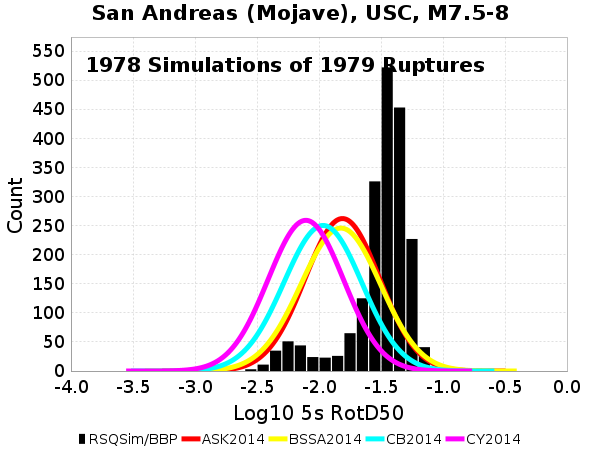 San Andreas (Mojave), USC, M7.5-8
1978 Simulations of 1979 Ruptures
Count
550
500
450
400
350
300
250
200
150
100
50
0
-4.0 -3.5 -3.0 -2.5 -2.0 -1.5 -1.0 -0.5 0.0
Log10 5s RotD50
RSQSim/BBP ASK2014 BSSA2014 CB2014 CY2014